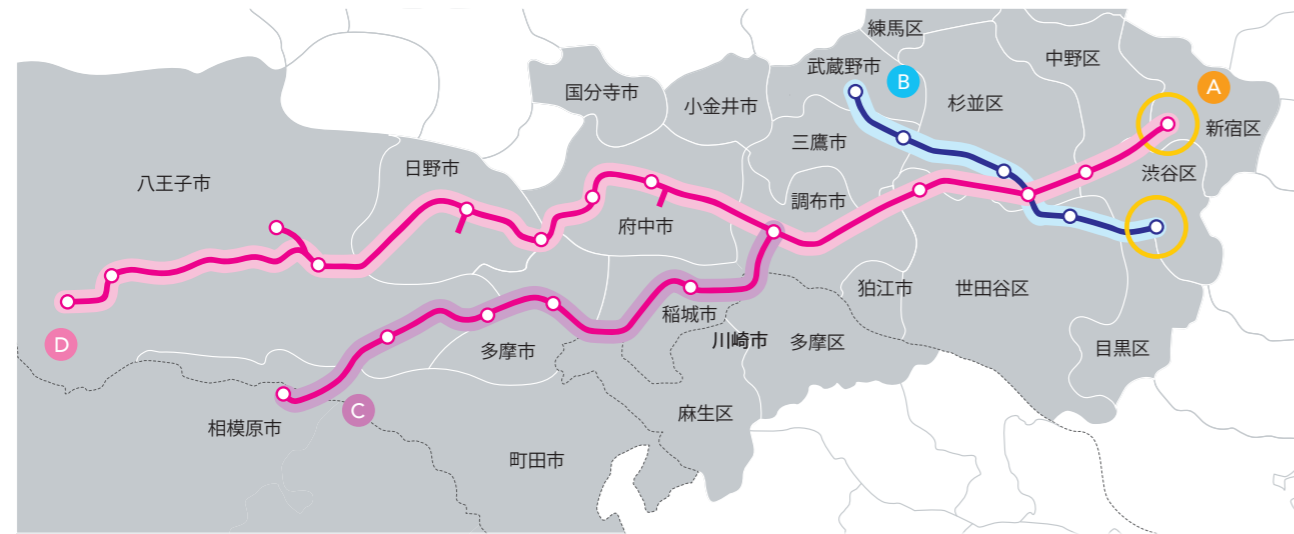 練馬区
中野区
武蔵野市
B
A
国分寺市
小金井市
杉並区
新宿区
三鷹市
日野市
渋谷区
八王子市
調布市
府中市
狛江市
世田谷区
稲城市
D
川崎市
多摩区
多摩市
目黒区
C
麻生区
相模原市
町田市